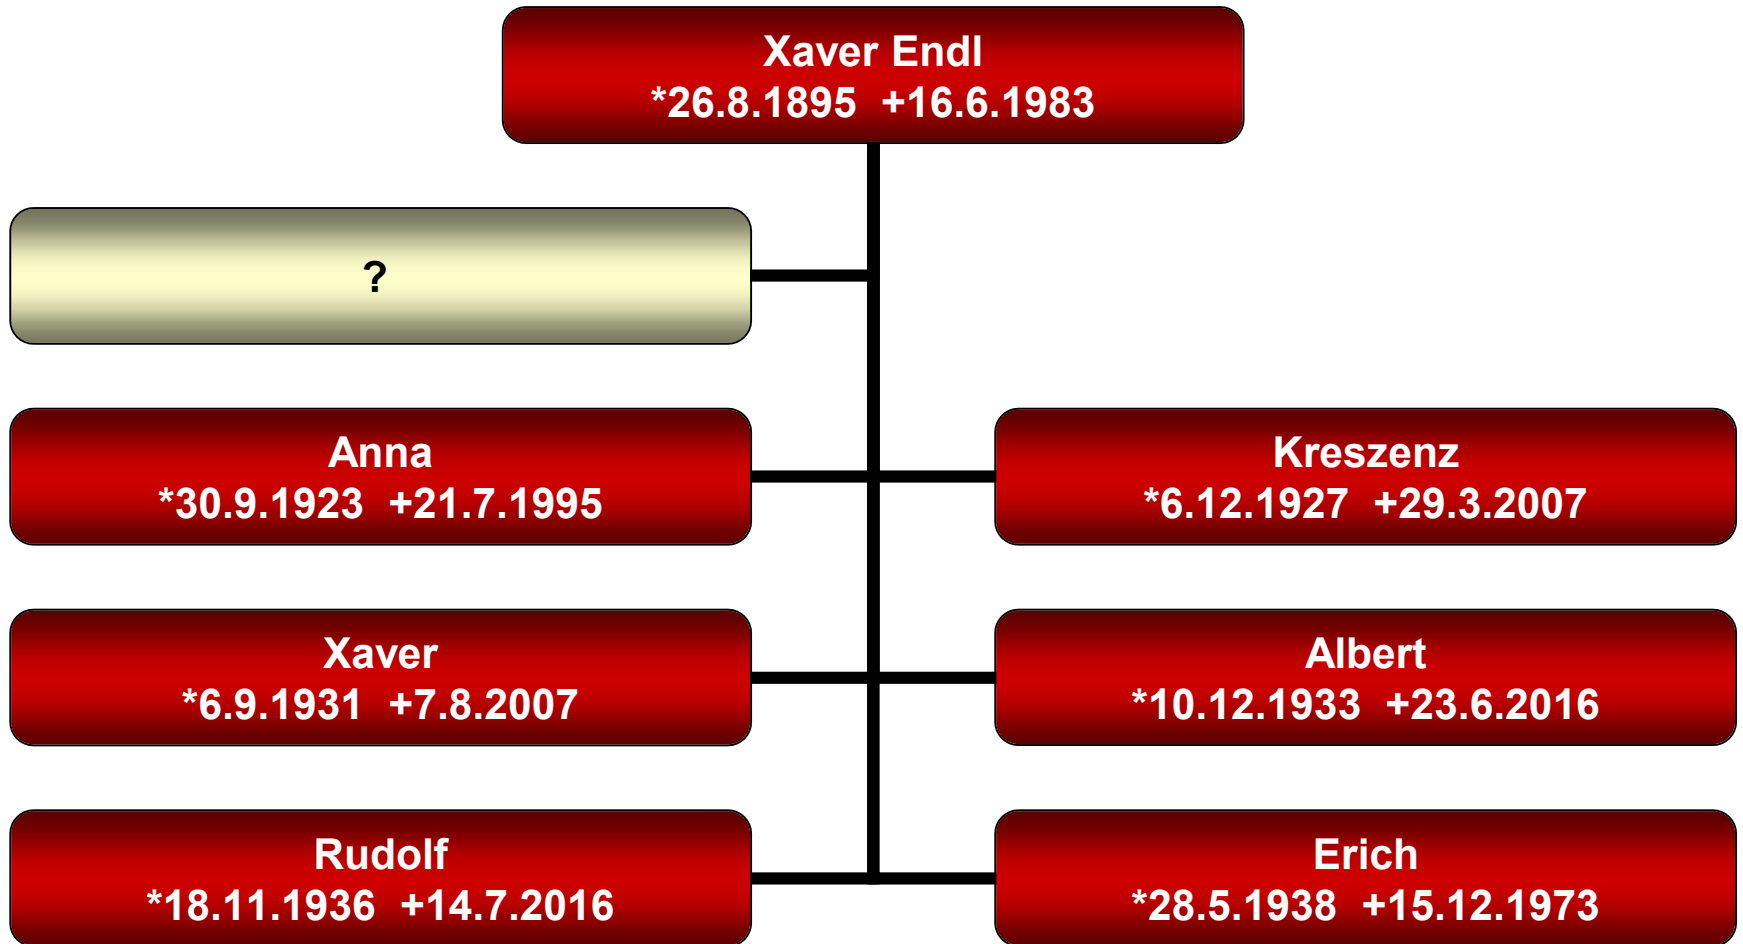 Xaver Endl
*26.8.1895 +16.6.1983
?
Anna
*30.9.1923 +21.7.1995
Kreszenz
*6.12.1927 +29.3.2007
Xaver
*6.9.1931 +7.8.2007
Albert
*10.12.1933 +23.6.2016
Rudolf
*18.11.1936 +14.7.2016
Erich
*28.5.1938 +15.12.1973